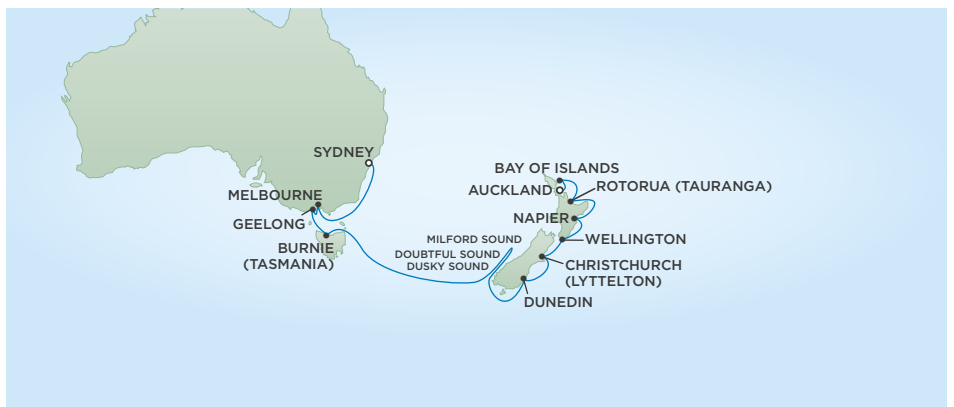 SYDNEY
MELBOURNE
GEELONG
BURNIE
(TASMANIA)
MILFORD SOUND
DOUBTFUL SOUND
DUSKY SOUND
BAY OF ISLANDS
AUCKLAND
ROTORUA (TAURANGA)
NAPIER
WELLINGTON
CHRISTCHURCH
(LYTTELTON)
DUNEDIN